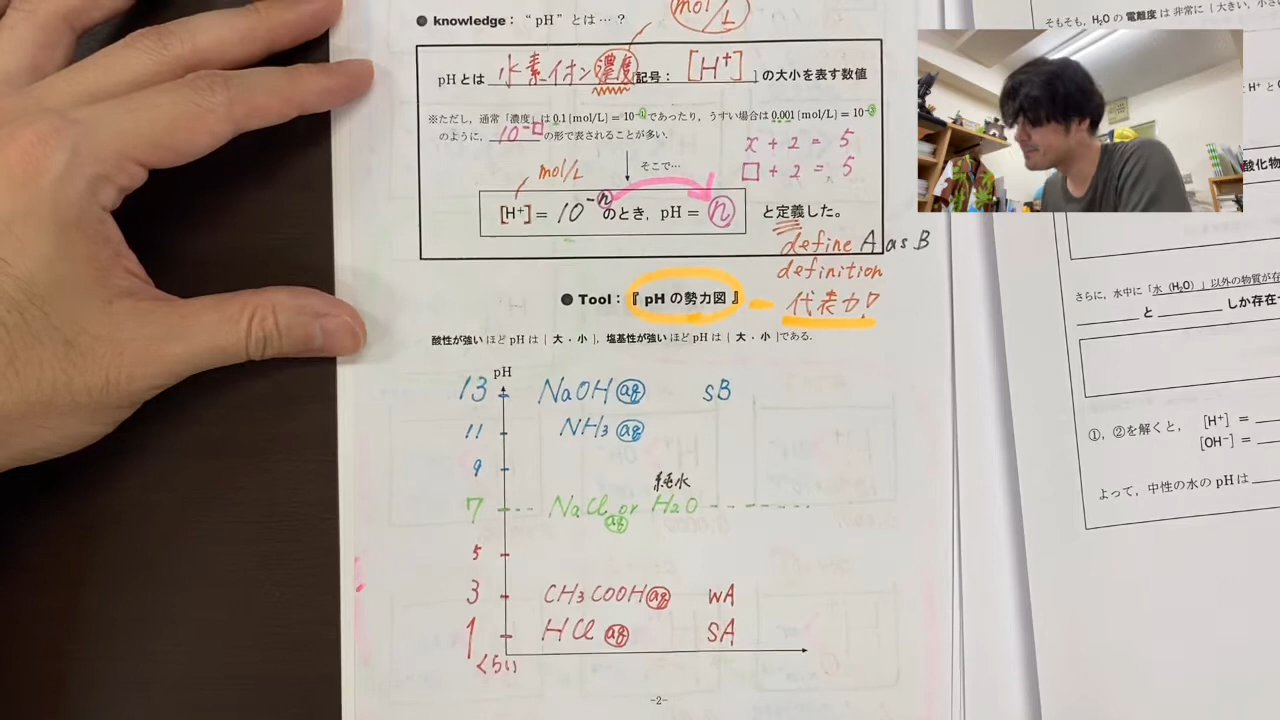 mol/L
● knowledge：“pH”とは…？
pHとは 水素イオン濃度 記号： [H⁺] の大小を表す数値
※ただし，通常「濃度」は 0.1 [mol/L] = 10⁻¹ であったり，うすい場合は 0.001 [mol/L] = 10⁻³
のように， 10⁻□ の形で表されることが多い.
x + 2 = 5
□ + 2 = 5
そこで…
mol/L
[H⁺] = 10⁻ⁿ のとき，pH = n と定義した。
define A as B
definition
● Tool：『 pH の勢力図 』 - 代表力!
酸性が強い ほど pH は [ 大・小 ]，塩基性が強い ほど pH は [ 大・小 ]である.
pH
13 NaOH aq sB
11 NH₃ aq
9
純水
7 NaCl aq or H₂O
5
3 CH₃COOH aq wA
1 HCl aq sA
くらい
-2-
そもそも，H₂O の 電離度 は 非常に [ 大きい，小さ
H⁺ と O
酸化物
さらに，水中に「水（H₂O）」以外の物質が存
と しか存在
①，②を解くと， [H⁺] =
[OH⁻] =
よって，中性の水の pH は